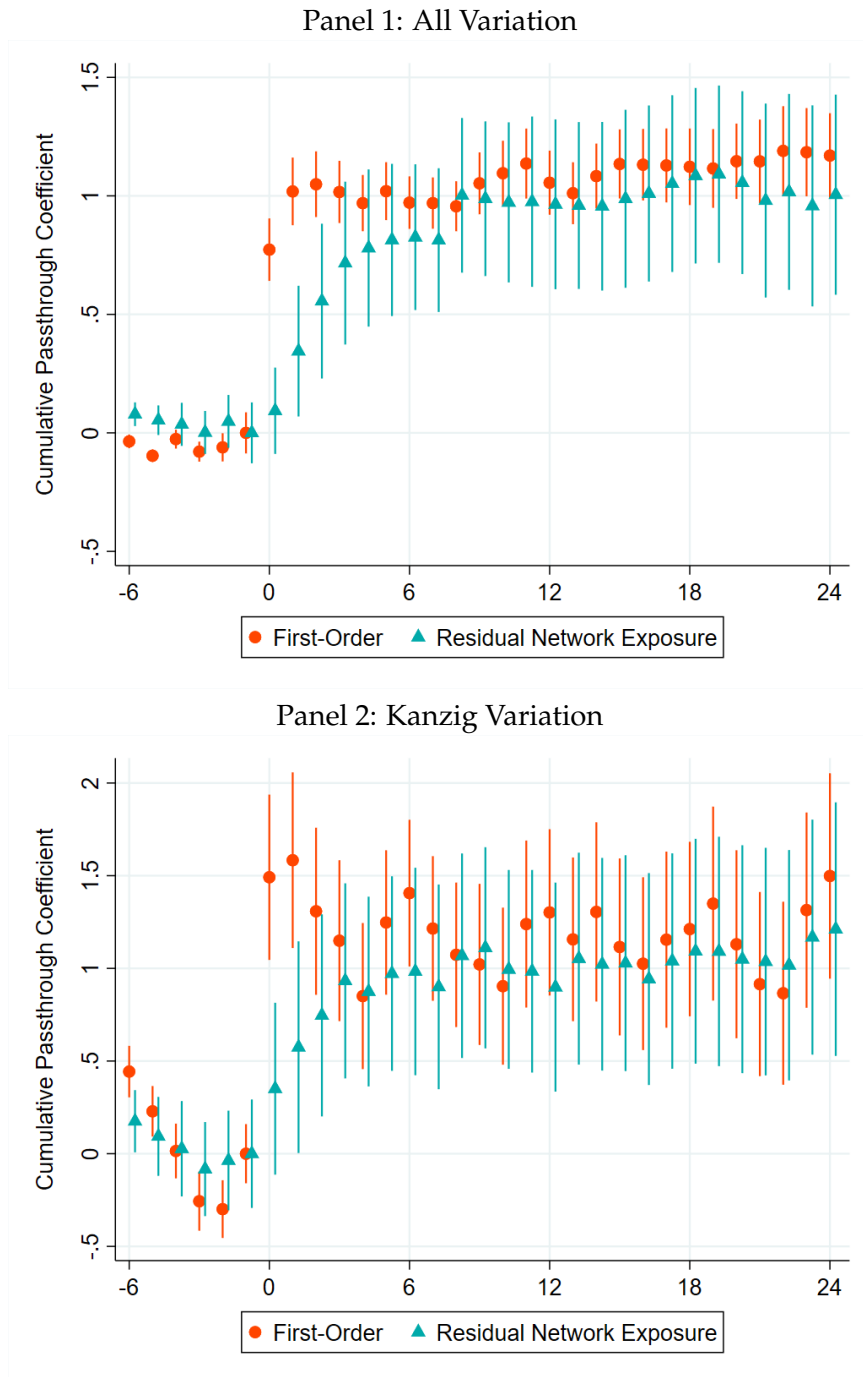 Panel 1: All Variation
Cumulative Passthrough Coefficient
1.5
1
.5
0
-.5
-6 0 6 12 18 24
First-Order Residual Network Exposure
Panel 2: Kanzig Variation
Cumulative Passthrough Coefficient
2
1.5
1
.5
0
-.5
-6 0 6 12 18 24
First-Order Residual Network Exposure